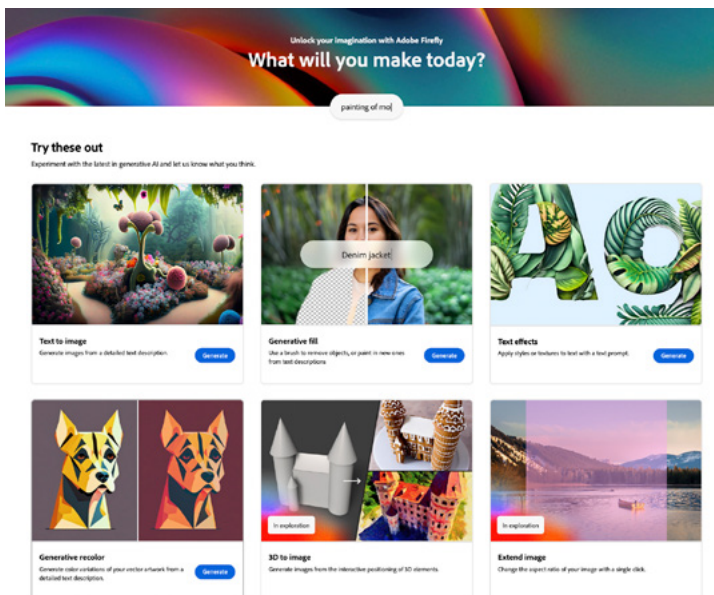 Unlock your imagination with Adobe Firefly
What will you make today?
painting of mo
Try these out
Experiment with the latest in generative AI and let us know what you think.
Denim jacket
Ag
Text to image
Generate images from a detailed text description.
Generate
Generative fill
Use a brush to remove objects, or paint in new ones
from text descriptions
Generate
Text effects
Apply styles or textures to text with a text prompt.
Generate
In exploration
In exploration
Generative recolor
Generate color variations of your vector artwork from a
detailed text description.
Generate
3D to image
Generate images from the interactive positioning of 3D elements
Extend image
Change the aspect ratio of your image with a single click.